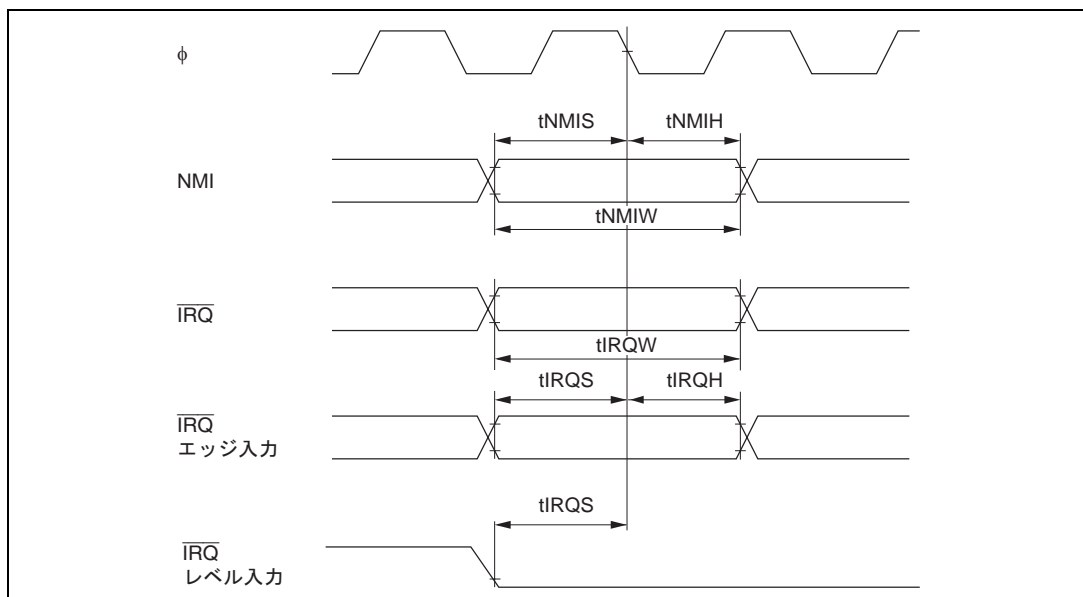 φ
tNMIS
tNMIH
NMI
tNMIW
IRQ
tIRQW
tIRQS
tIRQH
IRQ
エッジ入力
tIRQS
IRQ
レベル入力